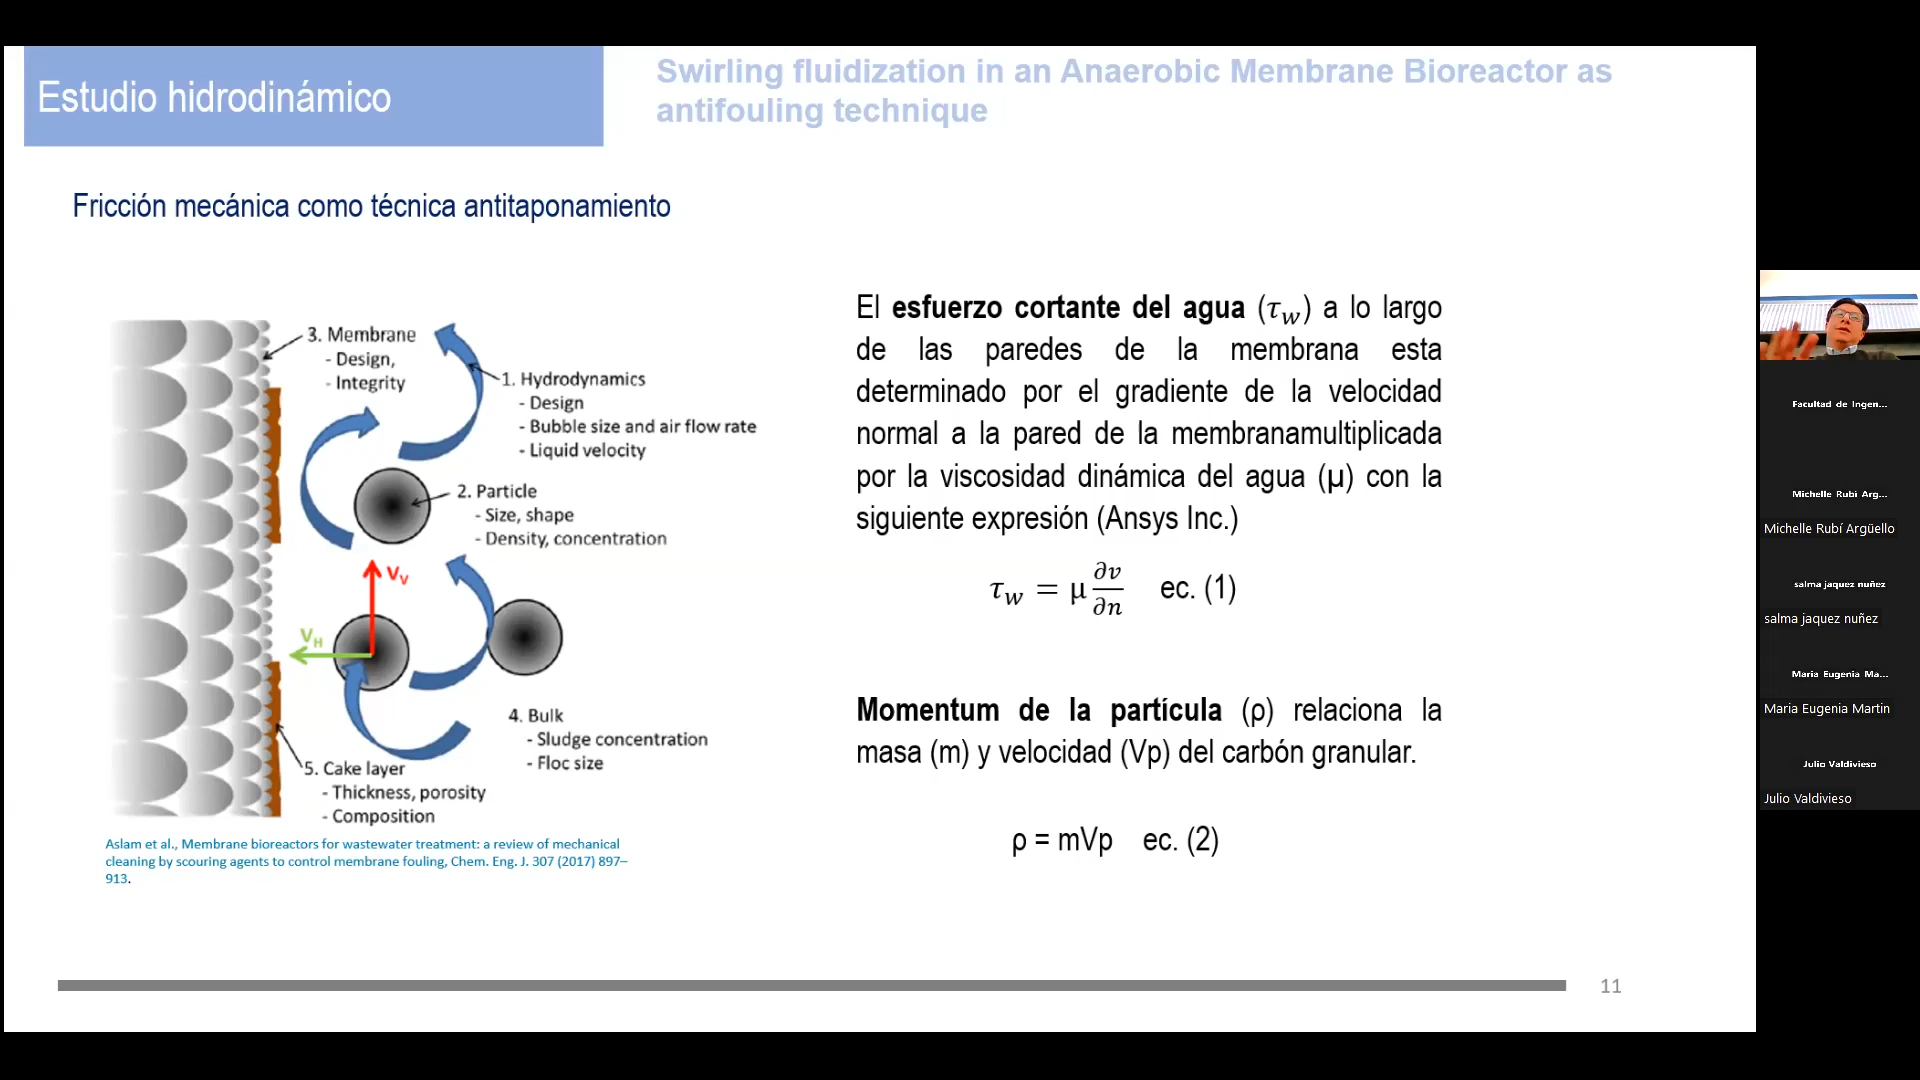 Estudio hidrodinámico
Swirling fluidization in an Anaerobic Membrane Bioreactor as
antifouling technique
Fricción mecánica como técnica antitaponamiento
3. Membrane
- Design,
- Integrity
1. Hydrodynamics
- Design
- Bubble size and air flow rate
- Liquid velocity
2. Particle
- Size, shape
- Density, concentration
V_V
V_H
4. Bulk
- Sludge concentration
- Floc size
5. Cake layer
- Thickness, porosity
- Composition
Aslam et al., Membrane bioreactors for wastewater treatment: a review of mechanical
cleaning by scouring agents to control membrane fouling, Chem. Eng. J. 307 (2017) 897–
913.
El esfuerzo cortante del agua (τ_w) a lo largo
de las paredes de la membrana esta
determinado por el gradiente de la velocidad
normal a la pared de la membranamultiplicada
por la viscosidad dinámica del agua (μ) con la
siguiente expresión (Ansys Inc.)
τ_w = μ ∂v/∂n ec. (1)
Momentum de la partícula (ρ) relaciona la
masa (m) y velocidad (Vp) del carbón granular.
ρ = mVp ec. (2)
11
Facultad de Ingen...
Michelle Rubi Arg...
Michelle Rubí Argüello
salma jaquez nuñez
salma jaquez nuñez
Maria Eugenia Ma...
Maria Eugenia Martin
Julio Valdivieso
Julio Valdivieso